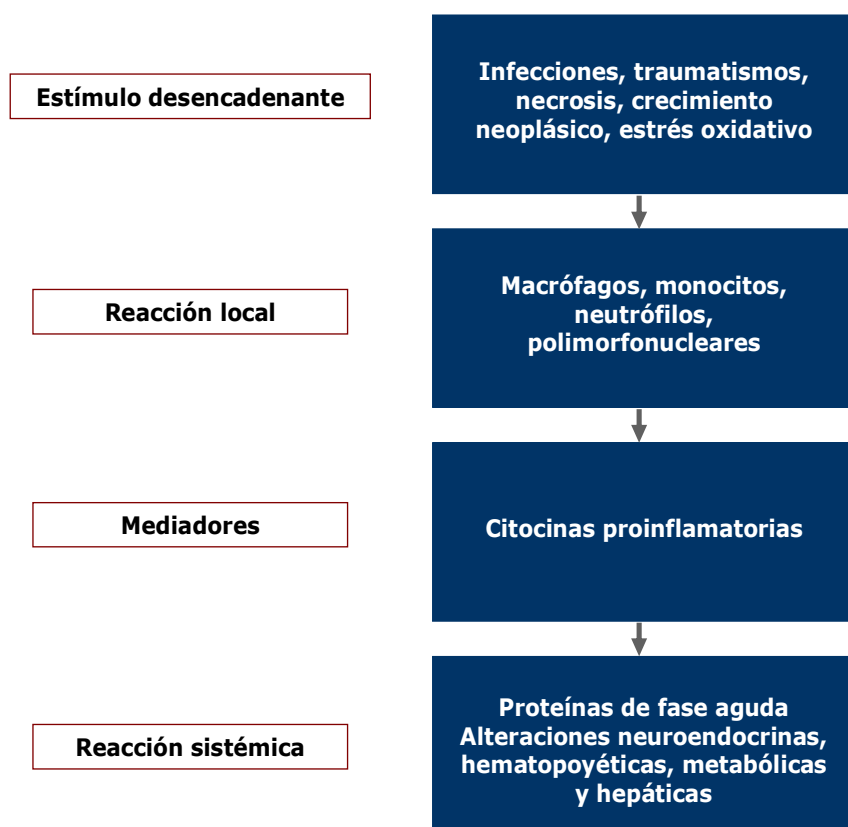 Estímulo desencadenante
Infecciones, traumatismos,
necrosis, crecimiento
neoplásico, estrés oxidativo
Reacción local
Macrófagos, monocitos,
neutrófilos,
polimorfonucleares
Mediadores
Citocinas proinflamatorias
Reacción sistémica
Proteínas de fase aguda
Alteraciones neuroendocrinas,
hematopoyéticas, metabólicas
y hepáticas